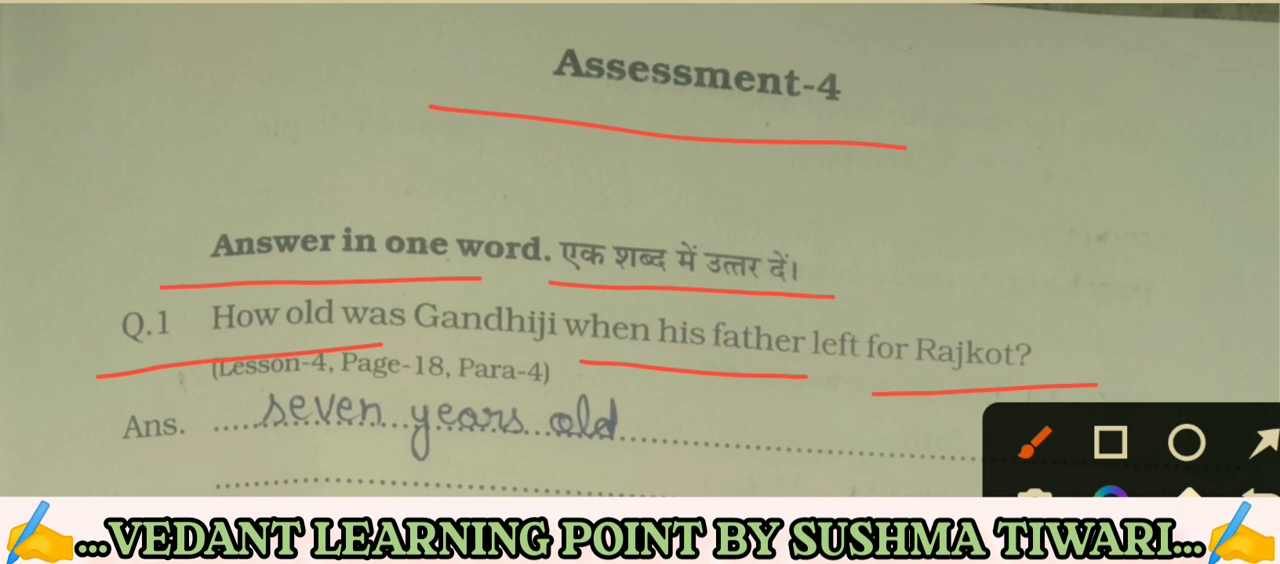 Assessment-4
Answer in one word. एक शब्द में उत्तर दें।
Q.1 How old was Gandhiji when his father left for Rajkot?
(Lesson-4, Page-18, Para-4)
Ans. seven years old
...VEDANT LEARNING POINT BY SUSHMA TIWARI...